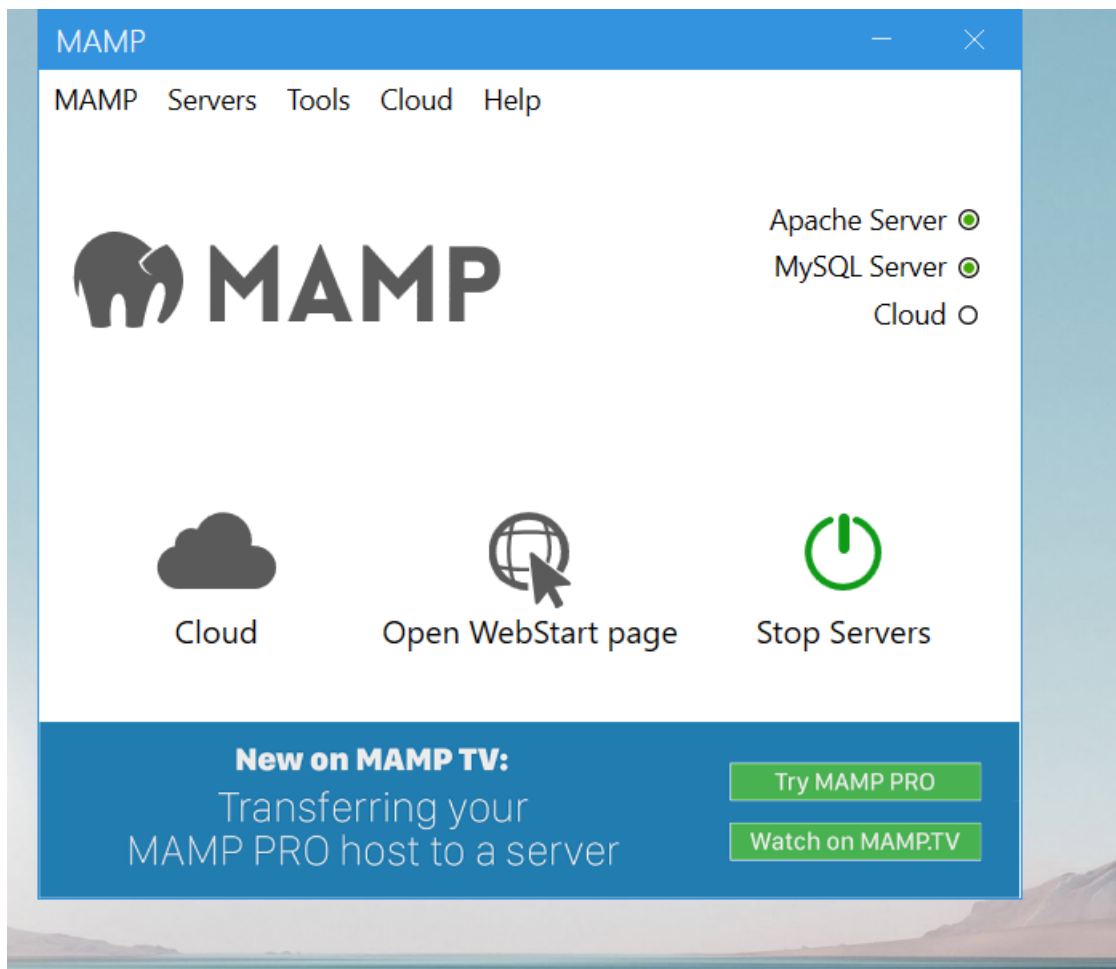 MAMP
MAMP Servers Tools Cloud Help
MAMP
Apache Server
MySQL Server
Cloud
Cloud
Open WebStart page
Stop Servers
New on MAMP TV:
Transferring your
MAMP PRO host to a server
Try MAMP PRO
Watch on MAMP.TV